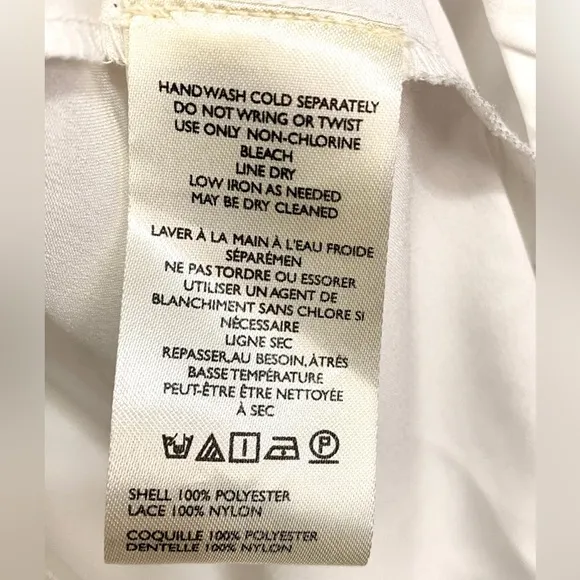 HANDWASH COLD SEPARATELY
DO NOT WRING OR TWIST
USE ONLY NON-CHLORINE
BLEACH
LINE DRY
LOW IRON AS NEEDED
MAY BE DRY CLEANED
LAVER À LA MAIN À L'EAU FROIDE
SÉPARÉMEN
NE PAS TORDRE OU ESSORER
UTILISER UN AGENT DE
BLANCHIMENT SANS CHLORE SI
NÉCESSAIRE
LIGNE SEC
REPASSER,AU BESOIN,ÀTRÉS
BASSE TEMPÉRATURE
PEUT-ÊTRE ÊTRE NETTOYÉE
À SEC
P
SHELL 100% POLYESTER
LACE 100% NYLON
COQUILLE 100% POLYESTER
DENTELLE 100% NYLON